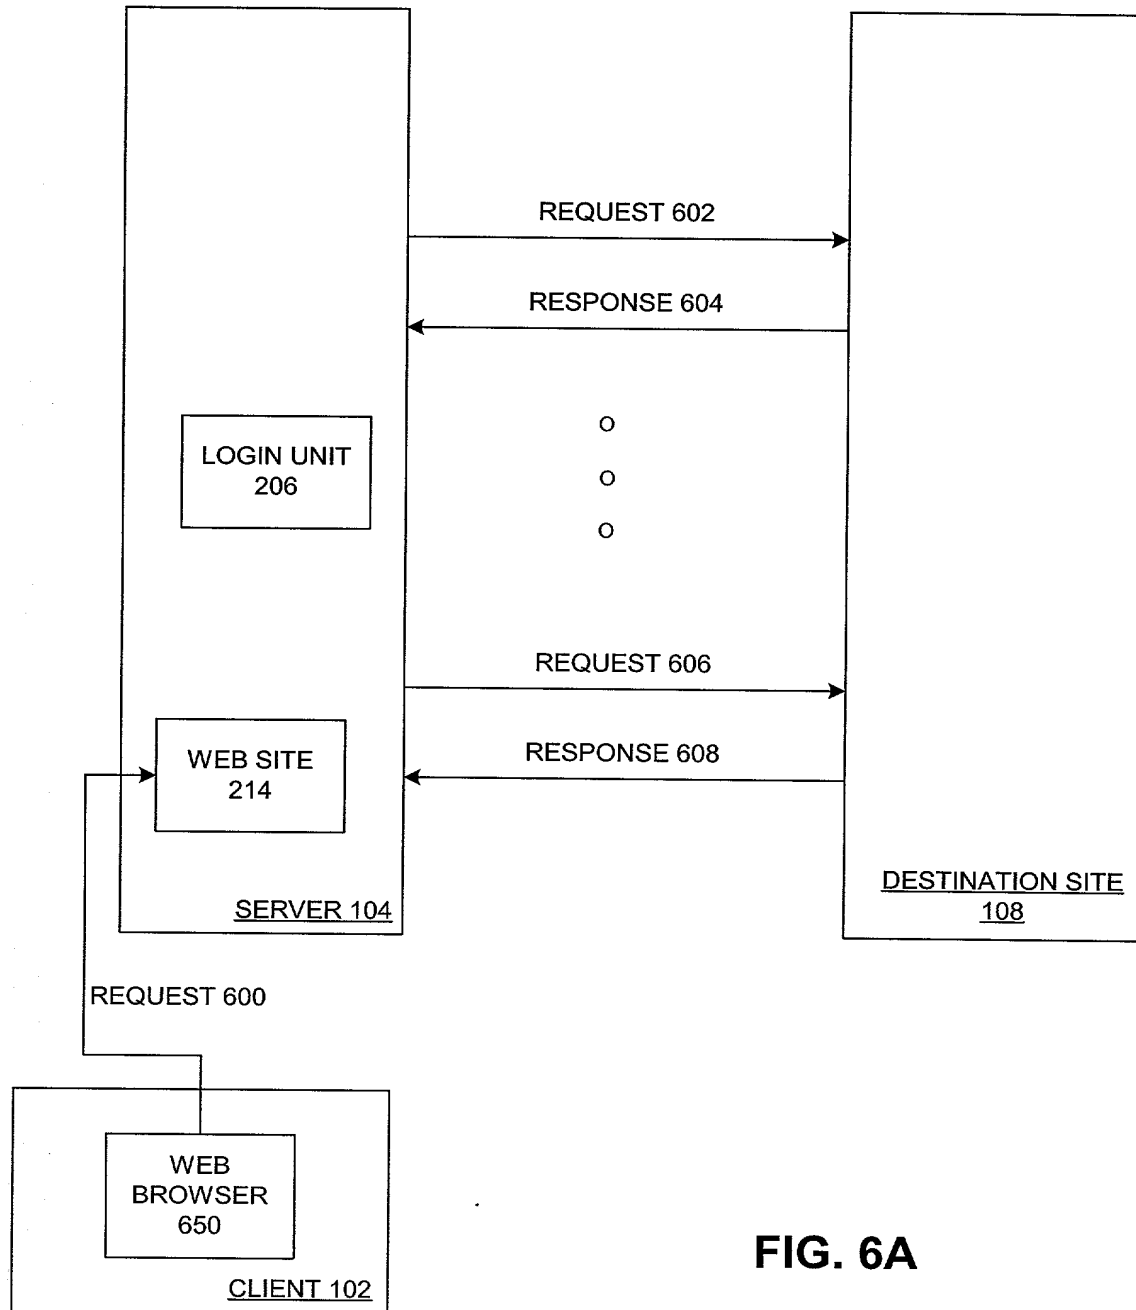 REQUEST 602
RESPONSE 604
o
o
o
LOGIN UNIT
206
REQUEST 606
RESPONSE 608
WEB SITE
214
SERVER 104
DESTINATION SITE
108
REQUEST 600
WEB
BROWSER
650
CLIENT 102
FIG. 6A